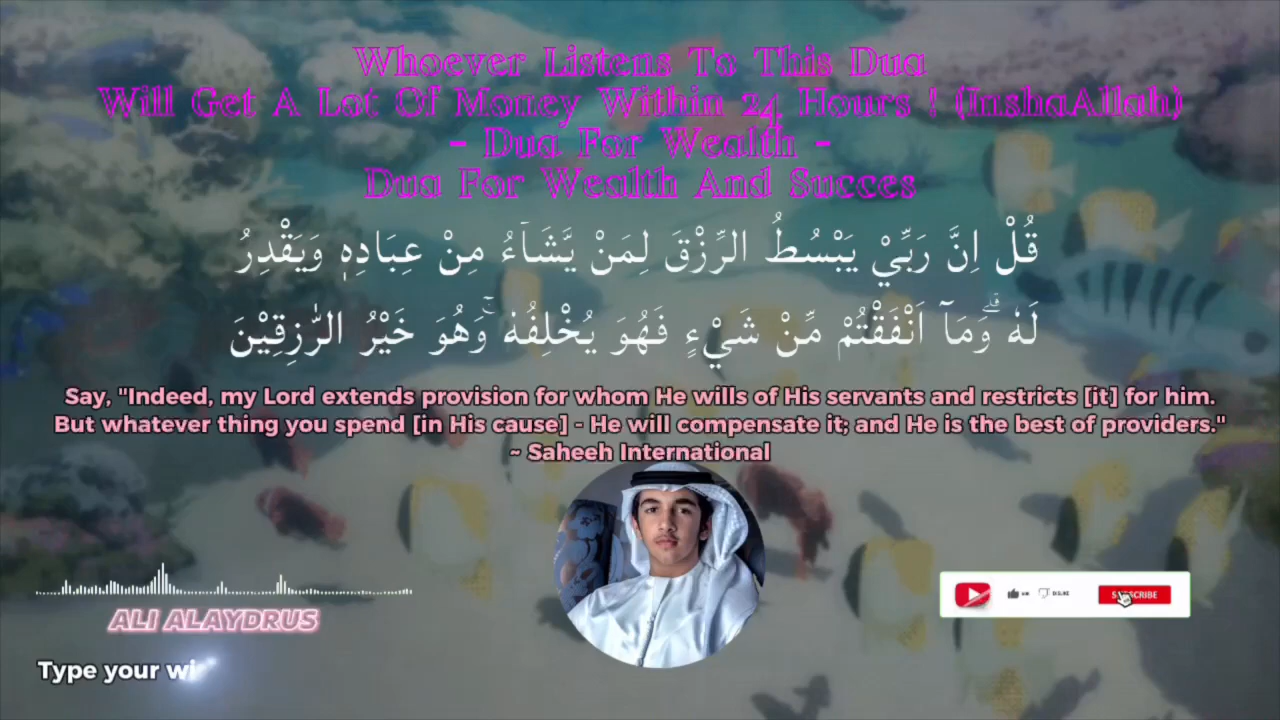 Whoever Listens To This Dua
Will Get A Lot Of Money Within 24 Hours ! (InshaAllah)
- Dua For Wealth -
Dua For Wealth And Succes
قُلْ اِنَّ رَبِّيْ يَبْسُطُ الرِّزْقَ لِمَنْ يَّشَاۤءُ مِنْ عِبَادِهٖ وَيَقْدِرُ
لَهٗ ۗوَمَآ اَنْفَقْتُمْ مِّنْ شَيْءٍ فَهُوَ يُخْلِفُهٗ ۚوَهُوَ خَيْرُ الرّٰزِقِيْنَ
Say, "Indeed, my Lord extends provision for whom He wills of His servants and restricts [it] for him.
But whatever thing you spend [in His cause] - He will compensate it; and He is the best of providers."
~ Saheeh International
ALI ALAYDRUS
DISLIKE
Type your wi